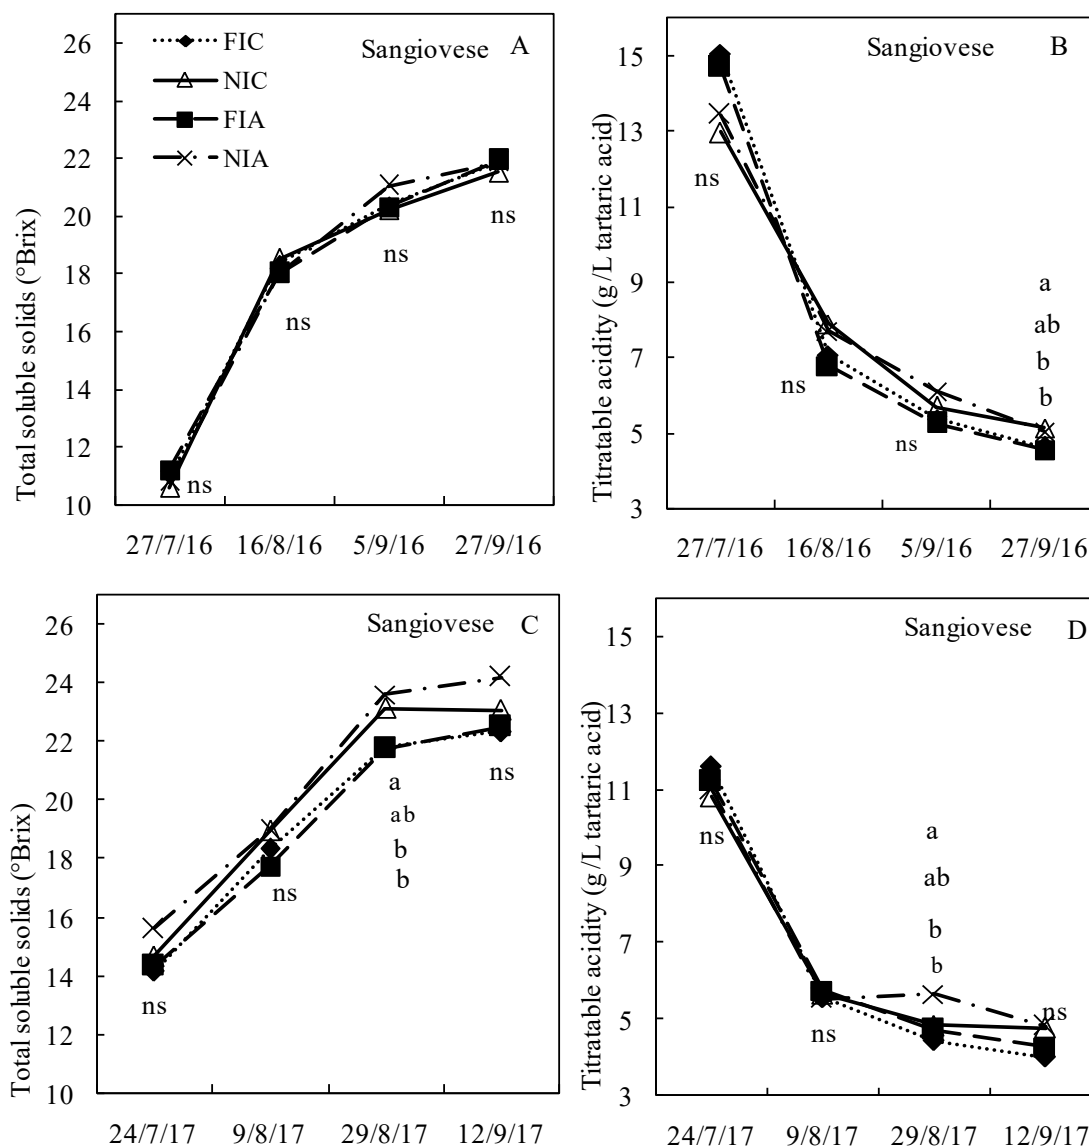 Sangiovese A
FIC
NIC
FIA
NIA
Total soluble solids (°Brix)
26
24
22
20
18
16
14
12
10
ns
ns
ns
ns
27/7/16 16/8/16 5/9/16 27/9/16
Sangiovese B
Titratable acidity (g/L tartaric acid)
15
13
11
9
7
5
3
ns
ns
ns
a
ab
b
b
27/7/16 16/8/16 5/9/16 27/9/16
Sangiovese C
Total soluble solids (°Brix)
26
24
22
20
18
16
14
12
10
ns
ns
a
ab
b
b
ns
24/7/17 9/8/17 29/8/17 12/9/17
Sangiovese D
Titratable acidity (g/L tartaric acid)
15
13
11
9
7
5
3
ns
ns
a
ab
b
b
ns
24/7/17 9/8/17 29/8/17 12/9/17